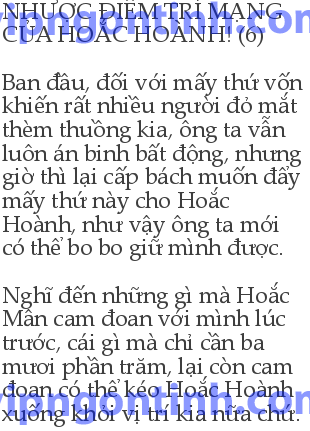 NHƯỢC ĐIỂM TRÍ MẠNG
CỦA HOẮC HOÀNH! (6)
Ban đầu, đối với mấy thứ vốn
khiến rất nhiều người đỏ mắt
thèm thuồng kia, ông ta vẫn
luôn án binh bất động, nhưng
giờ thì lại cấp bách muốn đẩy
mấy thứ này cho Hoắc
Hoành, như vậy ông ta mới
có thể bo bo giữ mình được.
Nghĩ đến những gì mà Hoắc
Mân cam đoan với mình lúc
trước, cái gì mà chỉ cần ba
mươi phần trăm, lại còn cam
đoan có thể kéo Hoắc Hoành
xuống khỏi vị trí kia nữa chứ.
vipngontinh.com
vipngontinh.com